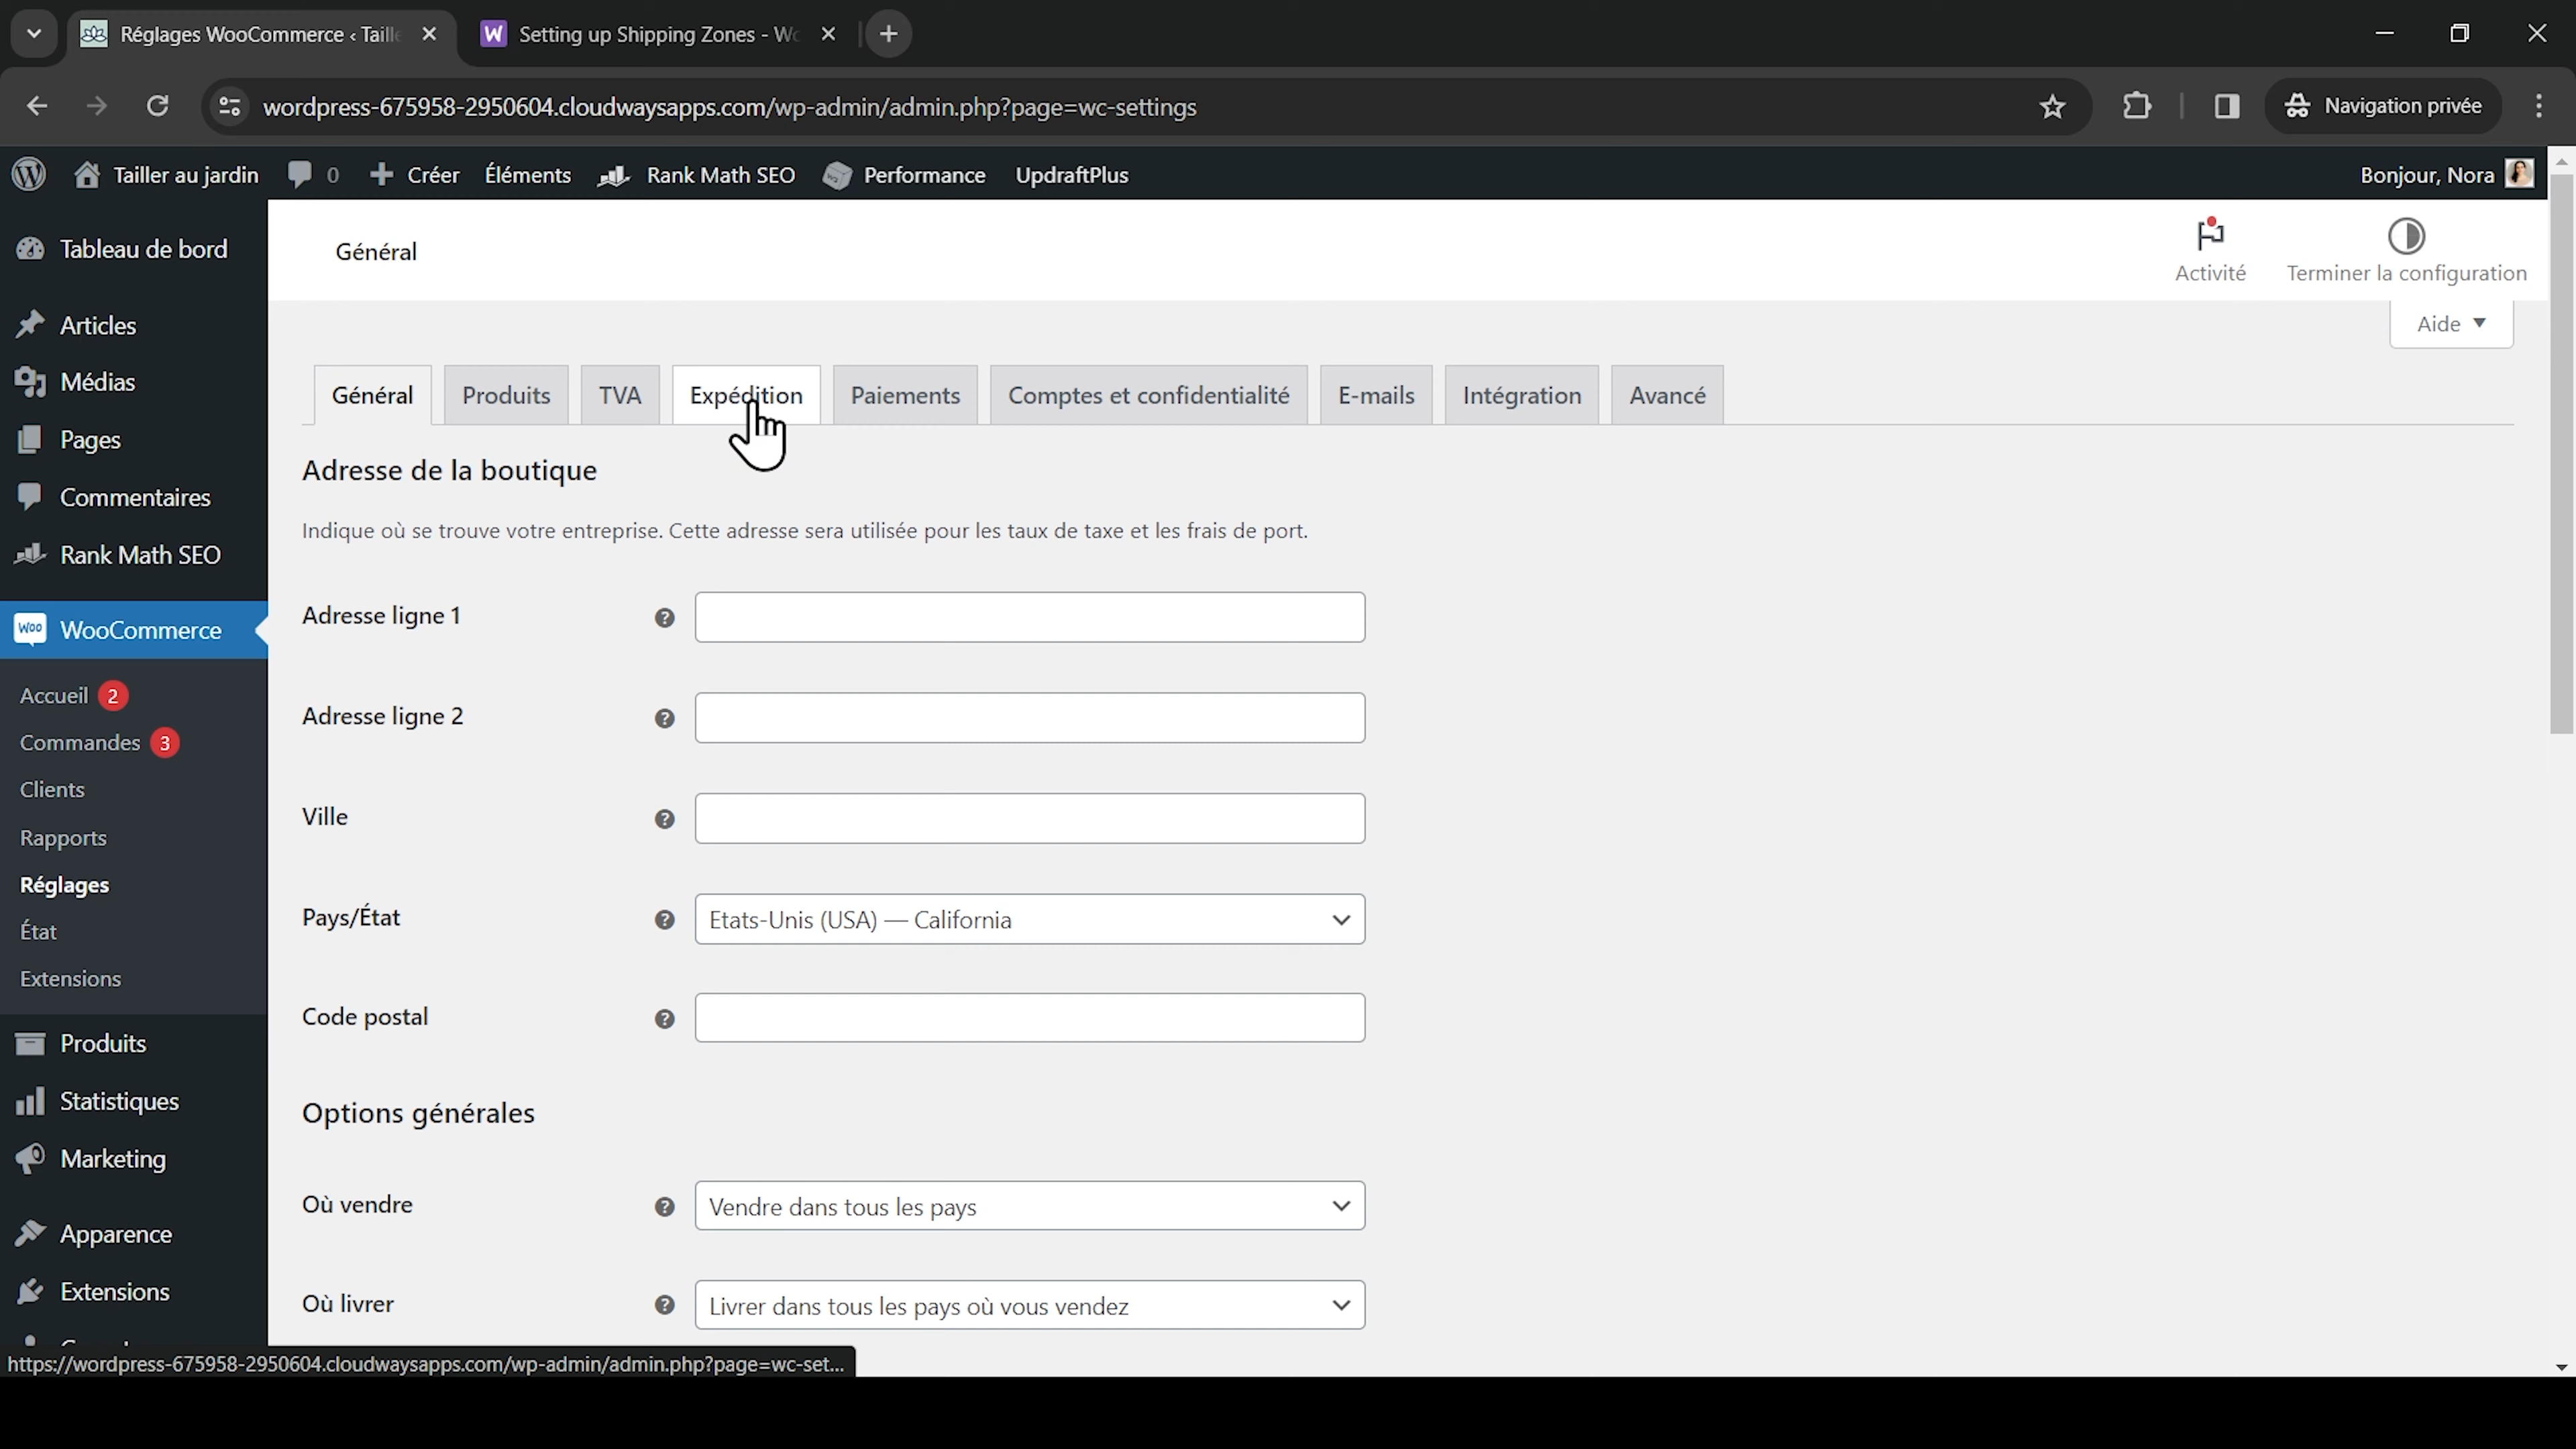 Réglages WooCommerce ‹ Taille
Setting up Shipping Zones - Wo
wordpress-675958-2950604.cloudwaysapps.com/wp-admin/admin.php?page=wc-settings
Navigation privée
Tailler au jardin
0
Créer
Éléments
Rank Math SEO
Performance
UpdraftPlus
Bonjour, Nora
Tableau de bord
Articles
Médias
Pages
Commentaires
Rank Math SEO
Woo
WooCommerce
Accueil 2
Commandes 3
Clients
Rapports
Réglages
État
Extensions
Produits
Statistiques
Marketing
Apparence
Extensions
Général
Activité
Terminer la configuration
Aide
Général
Produits
TVA
Expédition
Paiements
Comptes et confidentialité
E-mails
Intégration
Avancé
Adresse de la boutique
Indique où se trouve votre entreprise. Cette adresse sera utilisée pour les taux de taxe et les frais de port.
Adresse ligne 1
Adresse ligne 2
Ville
Pays/État
Etats-Unis (USA) — California
Code postal
Options générales
Où vendre
Vendre dans tous les pays
Où livrer
Livrer dans tous les pays où vous vendez
https://wordpress-675958-2950604.cloudwaysapps.com/wp-admin/admin.php?page=wc-set...